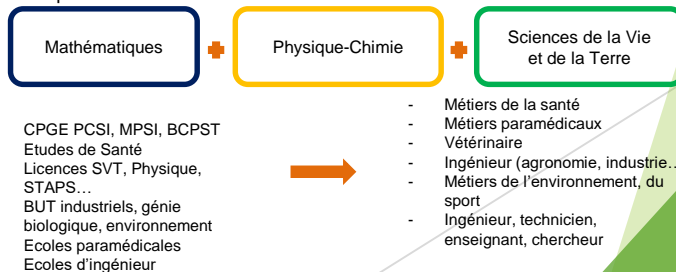 Mathématiques
Physique-Chimie
Sciences de la Vie
et de la Terre
CPGE PCSI, MPSI, BCPST
Etudes de Santé
Licences SVT, Physique,
STAPS…
BUT industriels, génie
biologique, environnement
Ecoles paramédicales
Ecoles d'ingénieur
- Métiers de la santé
- Métiers paramédicaux
- Vétérinaire
- Ingénieur (agronomie, industrie…
- Métiers de l'environnement, du
sport
- Ingénieur, technicien,
enseignant, chercheur